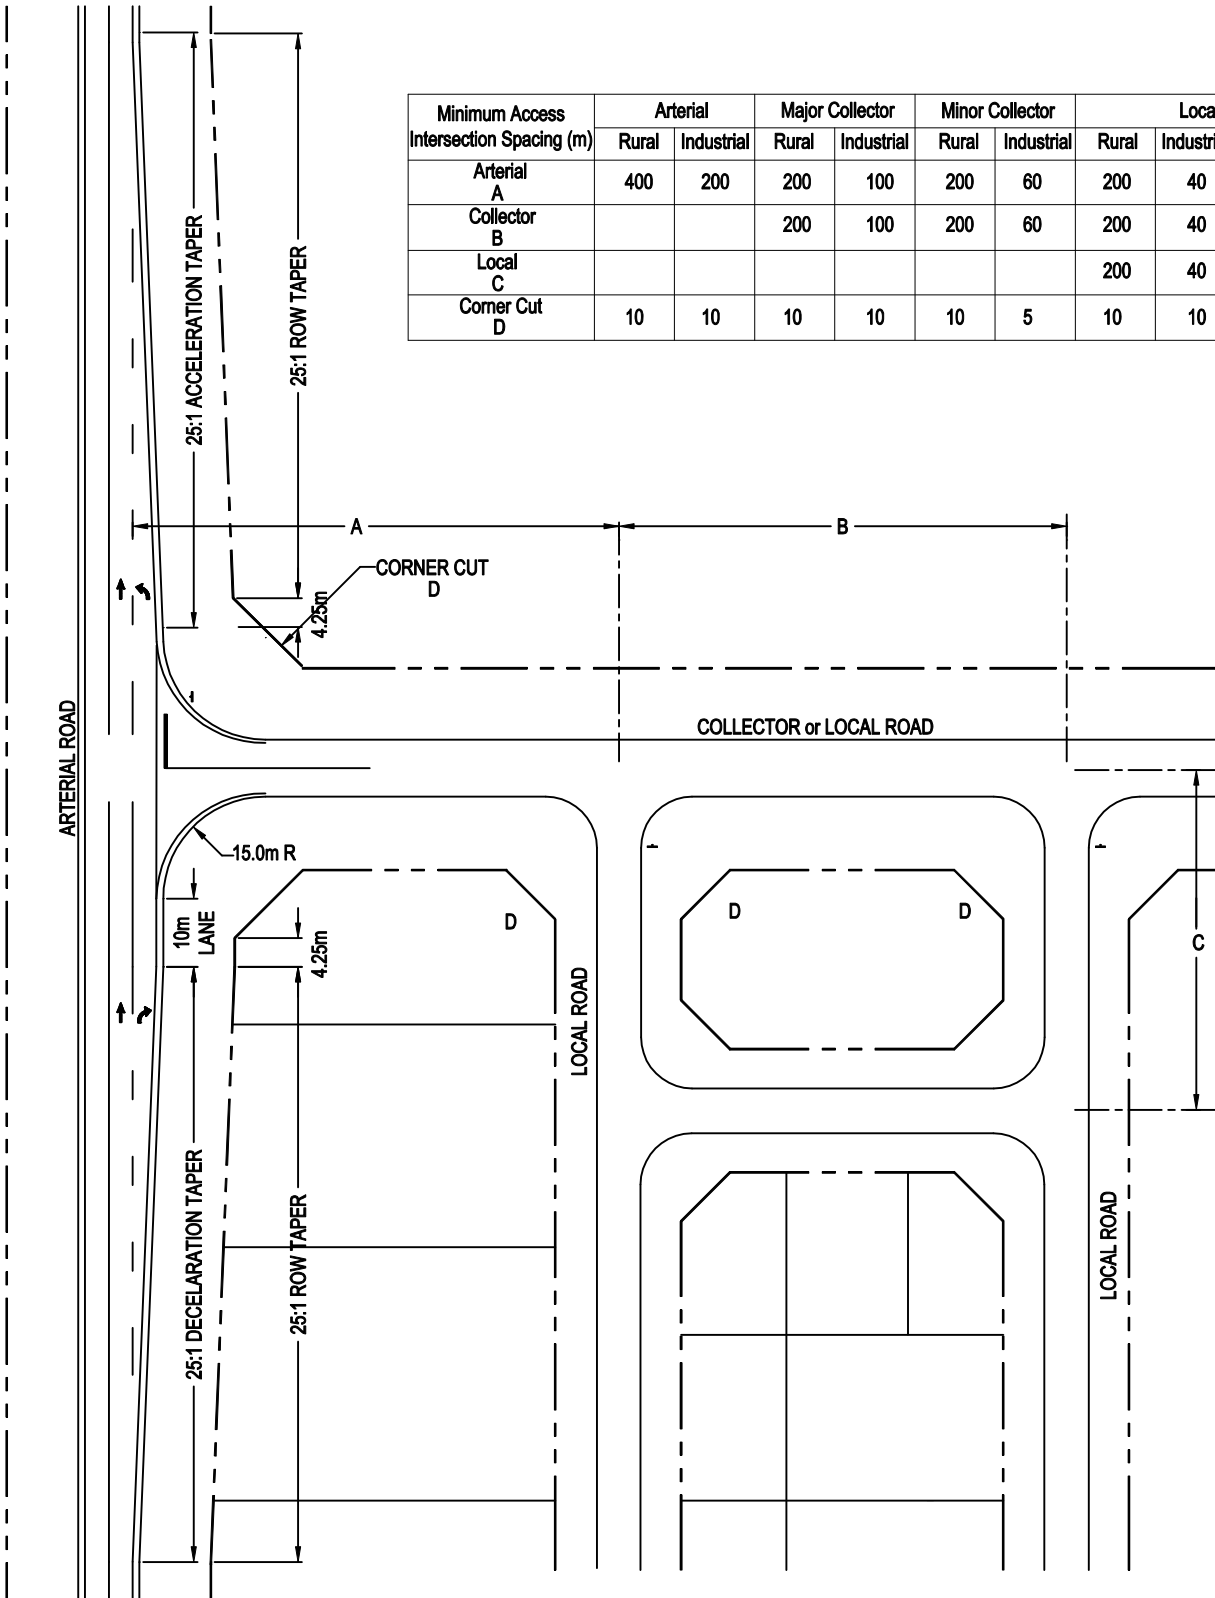 Minimum Access Arterial Major Collector Minor Collector
Intersection Spacing (m) Rural Industrial Rural Industrial Rural Industrial Rural
Arterial
A 400 200 200 100 200 60 200 40
Collector
B 200 100 200 60 200 40
Local
C 200 40
Corner Cut
D 10 10 10 10 10 5 10 10
25:1 ACCELERATION TAPER
25:1 ROW TAPER
A
B
CORNER CUT
D
4.25m
ARTERIAL ROAD
COLLECTOR or LOCAL ROAD
15.0m R
10m
LANE
4.25m
D
D
D
C
LOCAL ROAD
25:1 DECELARATION TAPER
25:1 ROW TAPER
LOCAL ROAD